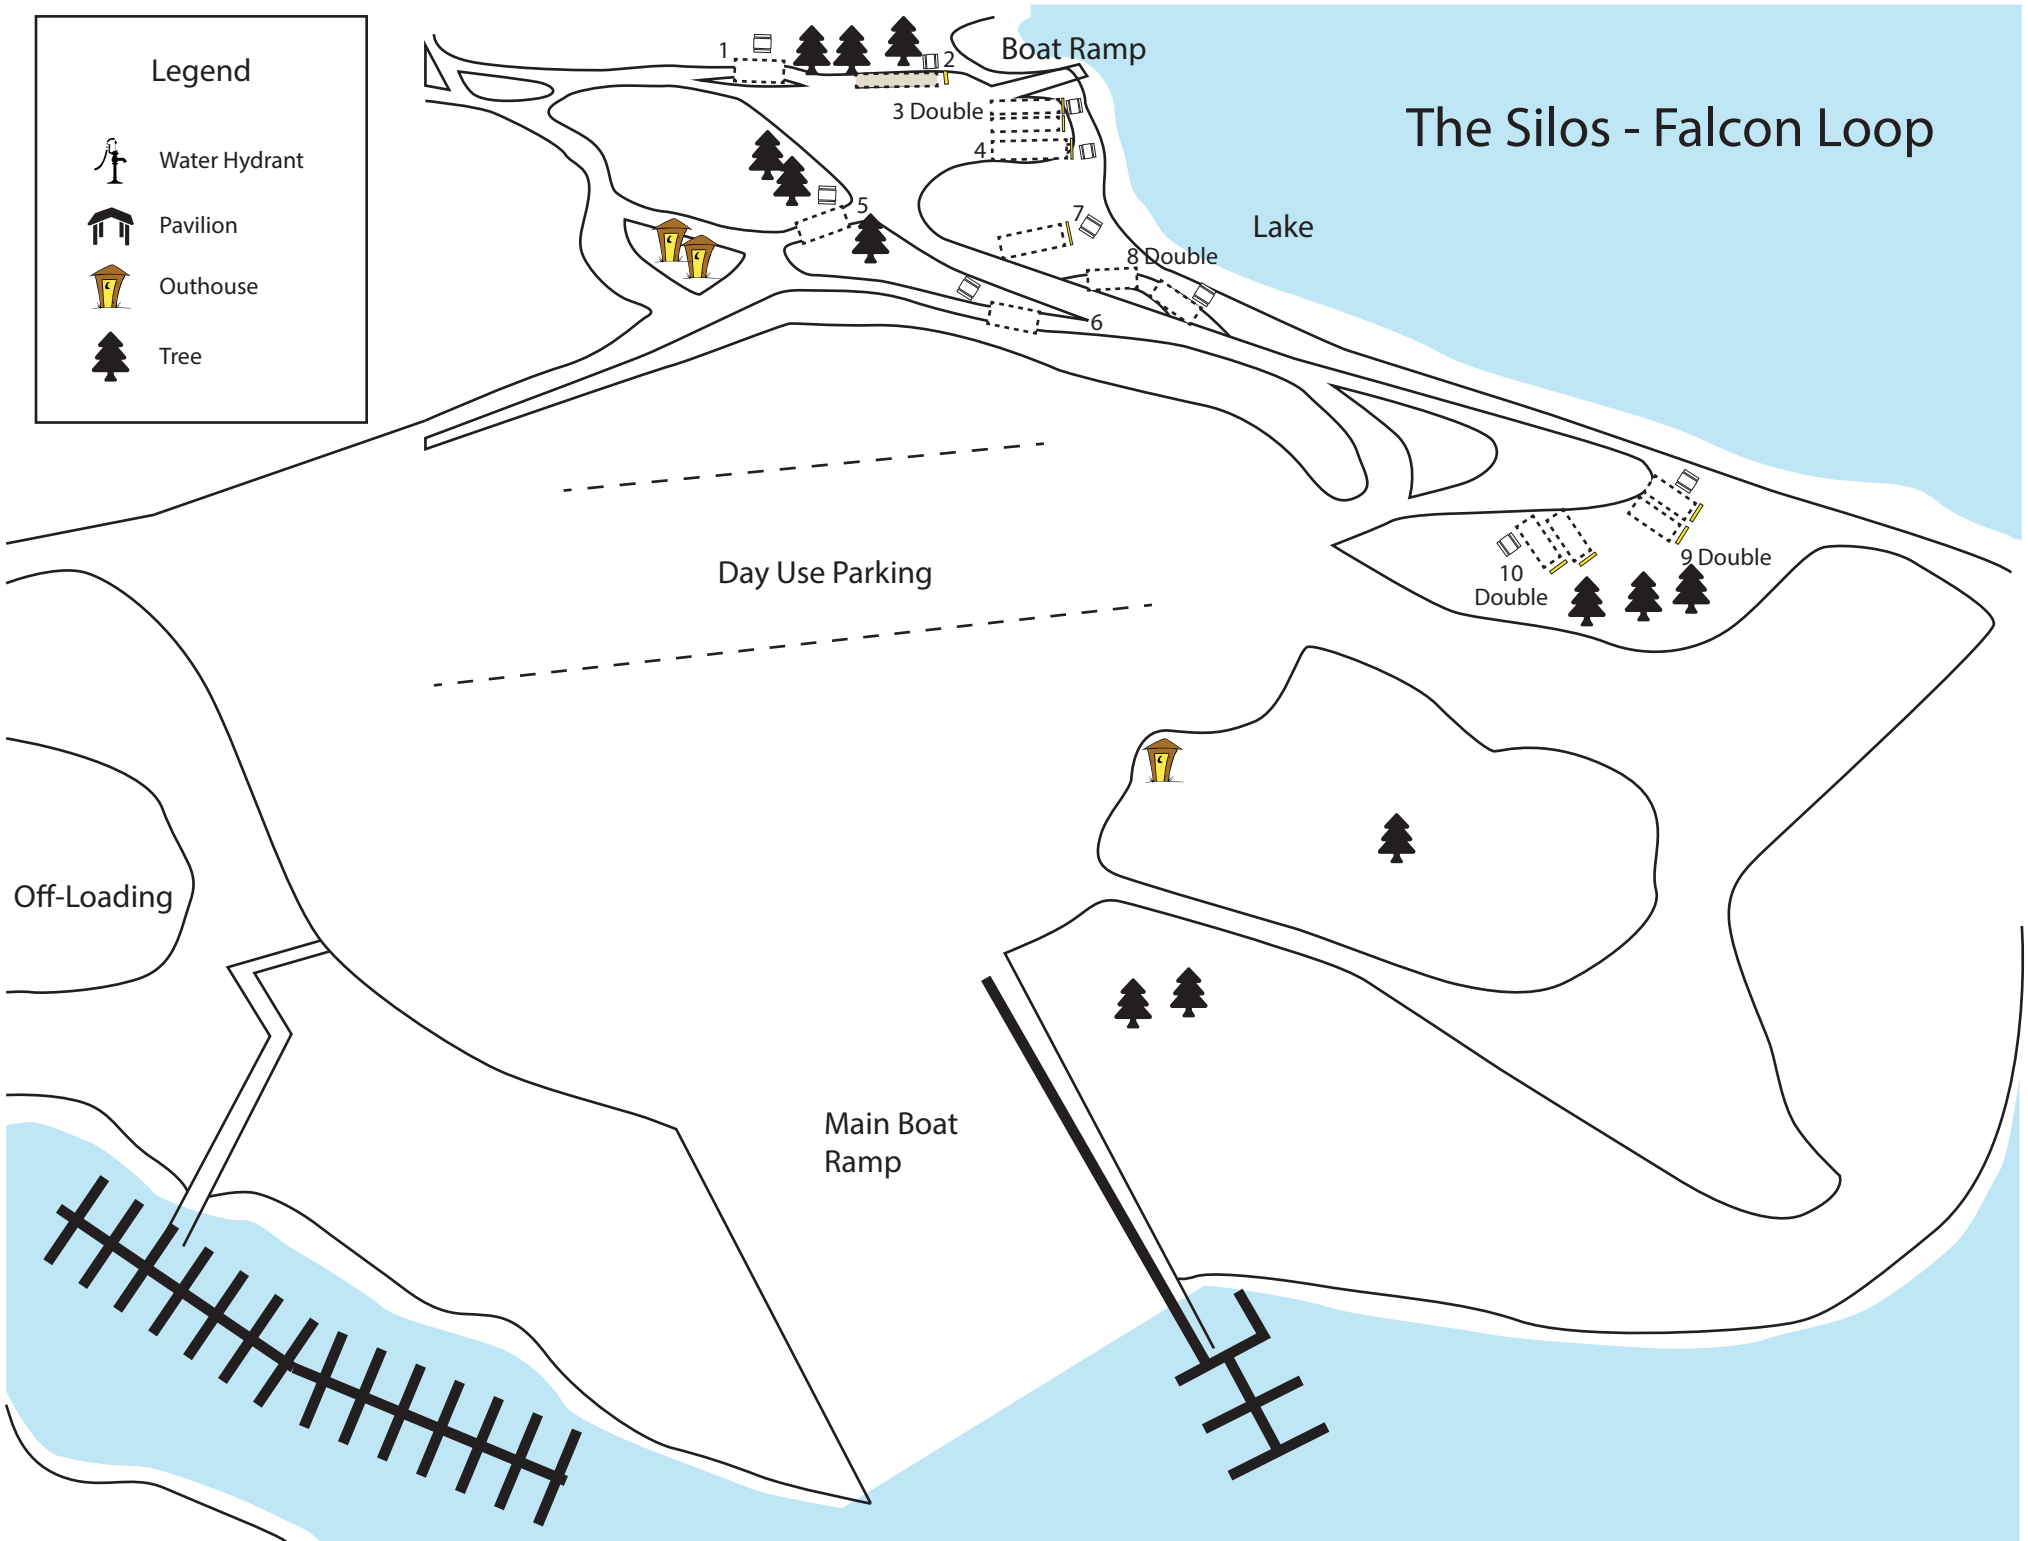 Legend
Water Hydrant
Pavilion
Outhouse
Tree
The Silos - Falcon Loop
Boat Ramp
Lake
1
2
3 Double
4
5
6
7
8 Double
9 Double
10
Double
Day Use Parking
Off-Loading
Main Boat
Ramp